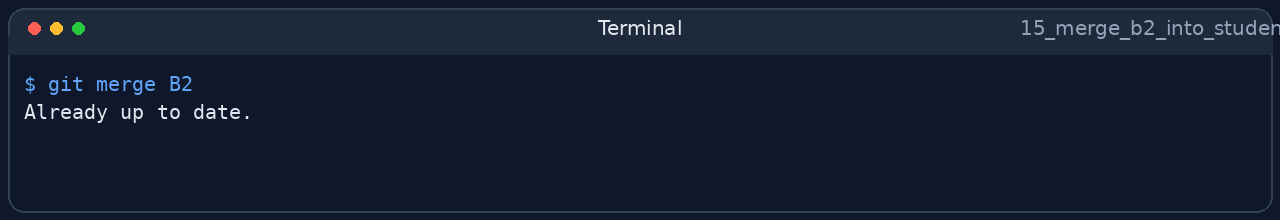 Terminal
15_merge_b2_into_studen
$ git merge B2
Already up to date.